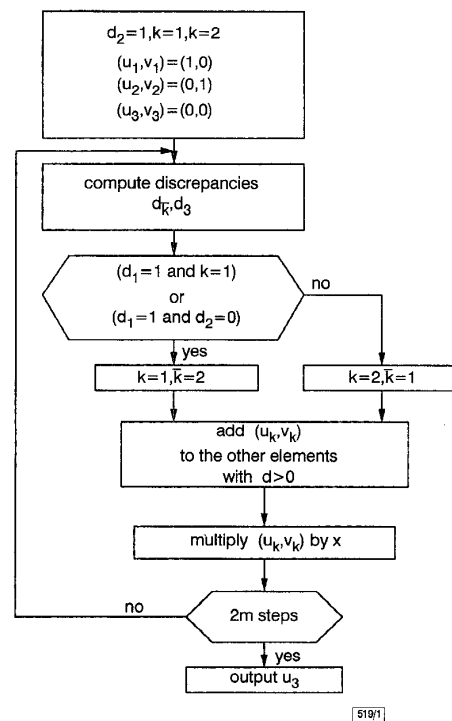 d₂=1,k=1,k=2
(u₁,v₁)=(1,0)
(u₂,v₂)=(0,1)
(u₃,v₃)=(0,0)
compute discrepancies
d_k̅,d₃
(d₁=1 and k=1)
or
(d₁=1 and d₂=0)
no
yes
k=1,k̅=2
k=2,k̅=1
add (uₖ,vₖ)
to the other elements
with d>0
multiply (uₖ,vₖ) by x
no
2m steps
yes
output u₃
519/1